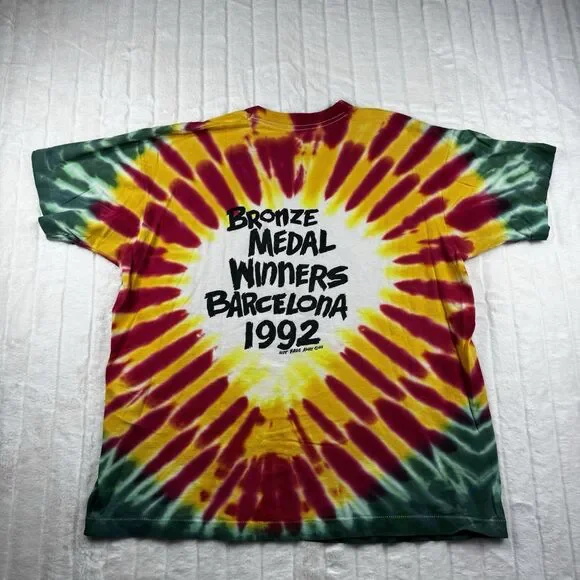 BRONZE
MEDAL
WINNERS
BARCELONA
1992